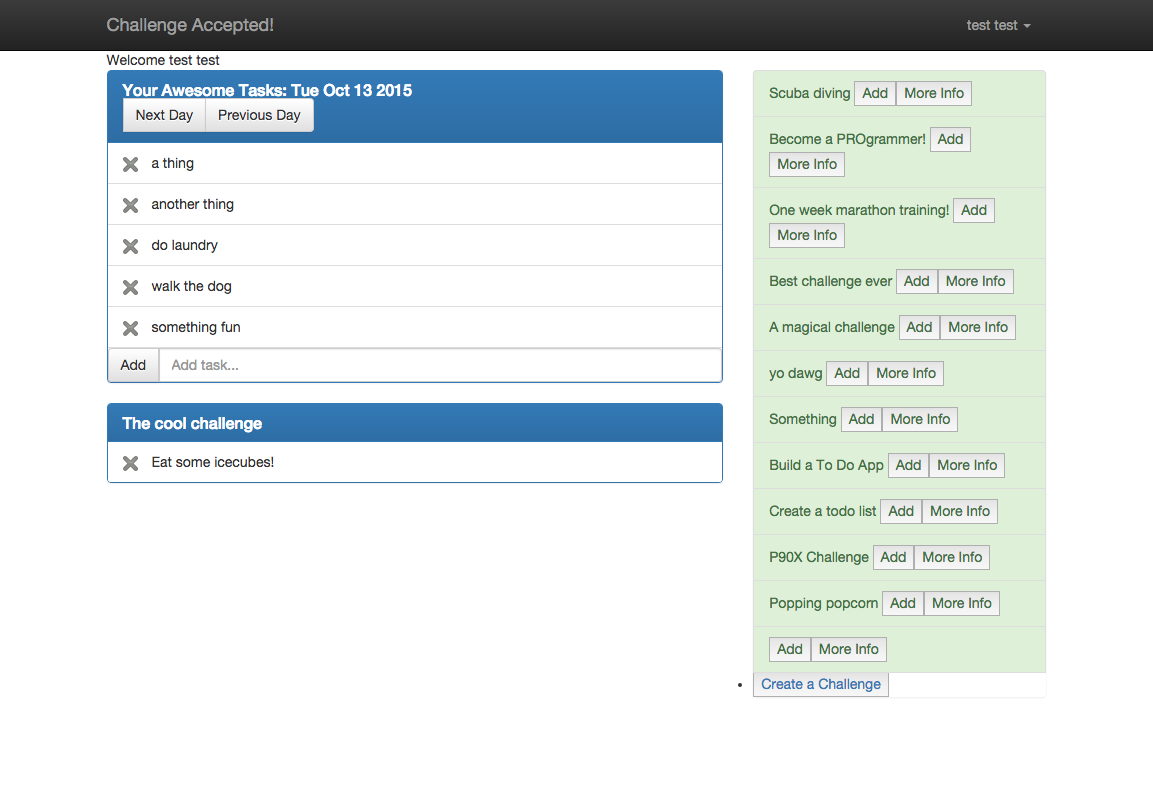 Challenge Accepted!
test test
Welcome test test
Your Awesome Tasks: Tue Oct 13 2015
Next Day Previous Day
a thing
another thing
do laundry
walk the dog
something fun
Add Add task...
The cool challenge
Eat some icecubes!
Scuba diving Add More Info
Become a PROgrammer! Add
More Info
One week marathon training! Add
More Info
Best challenge ever Add More Info
A magical challenge Add More Info
yo dawg Add More Info
Something Add More Info
Build a To Do App Add More Info
Create a todo list Add More Info
P90X Challenge Add More Info
Popping popcorn Add More Info
Add More Info
Create a Challenge